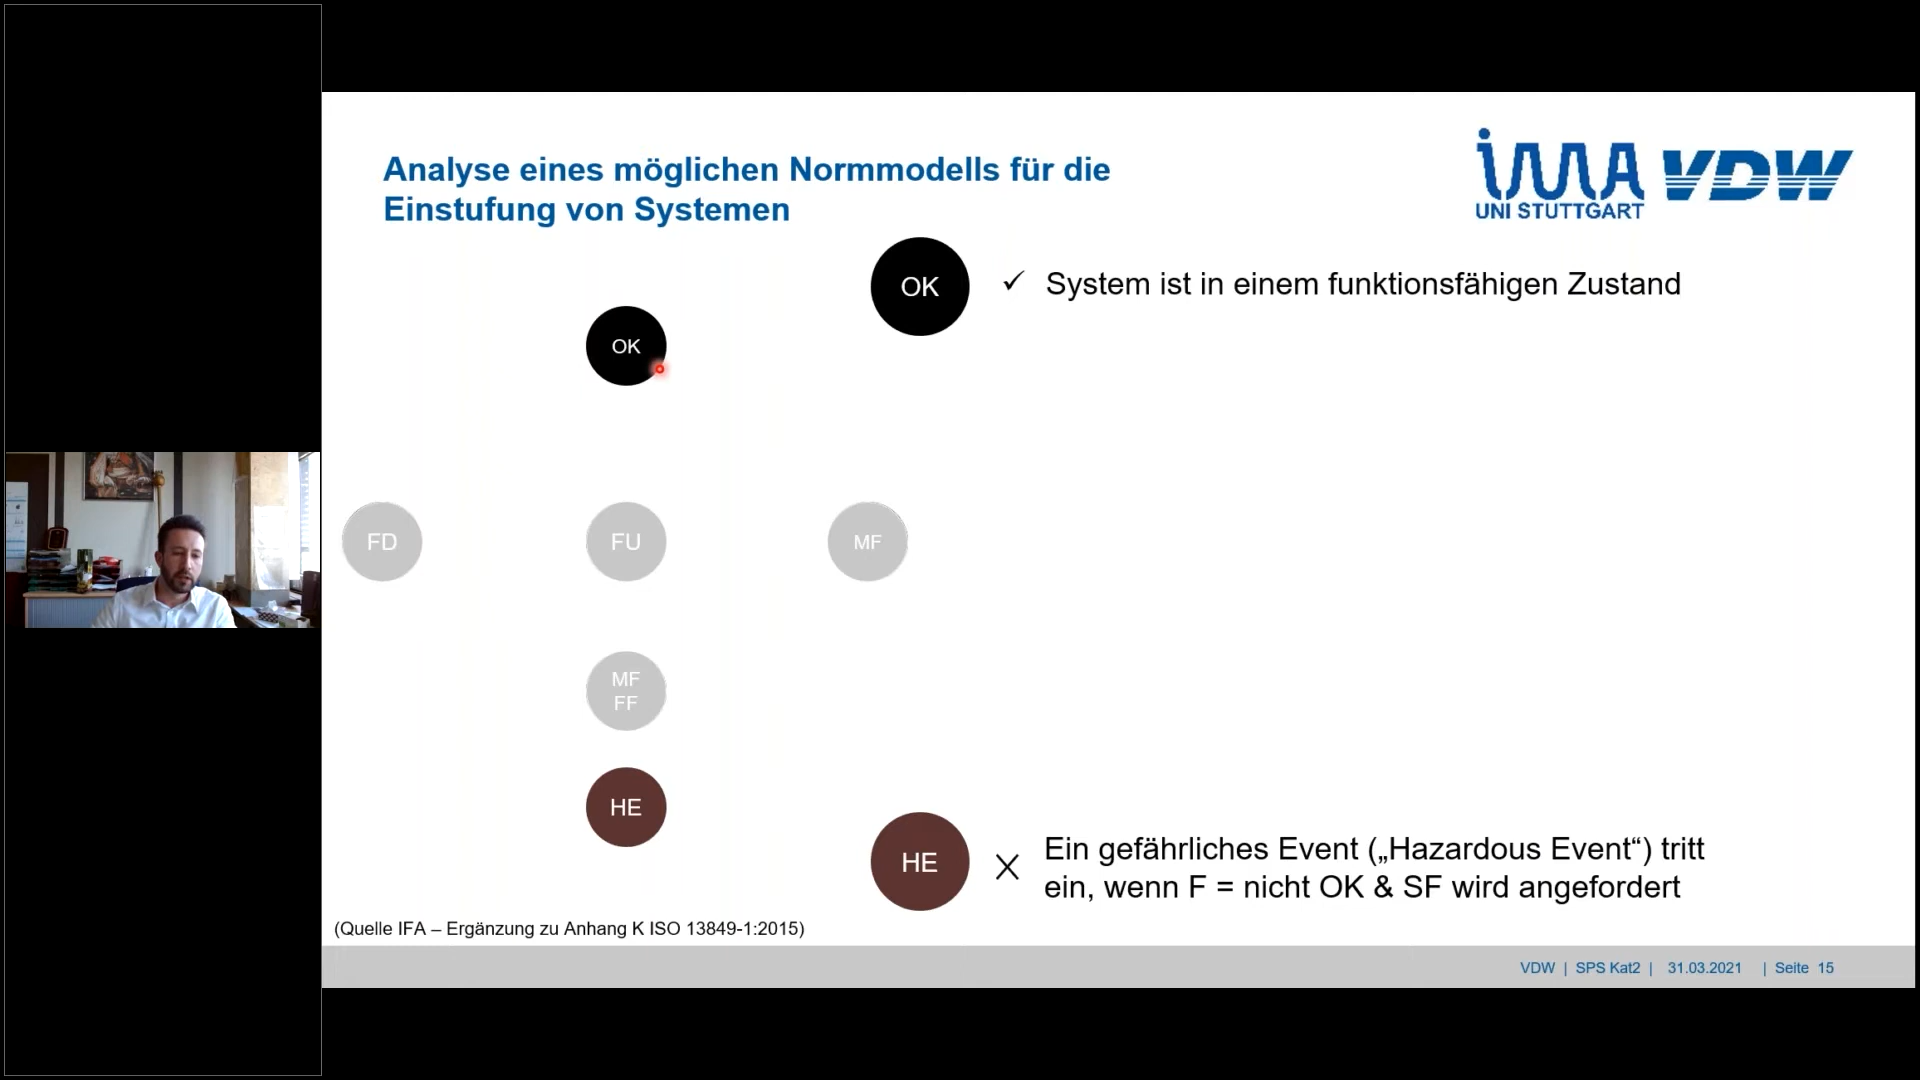 Analyse eines möglichen Normmodells für die
Einstufung von Systemen
ima
UNI STUTTGART
VDW
OK
✓ System ist in einem funktionsfähigen Zustand
OK
FD
FU
MF
MF
FF
HE
HE
Ein gefährliches Event („Hazardous Event“) tritt
ein, wenn F = nicht OK & SF wird angefordert
(Quelle IFA – Ergänzung zu Anhang K ISO 13849-1:2015)
VDW | SPS Kat2 | 31.03.2021 | Seite 15